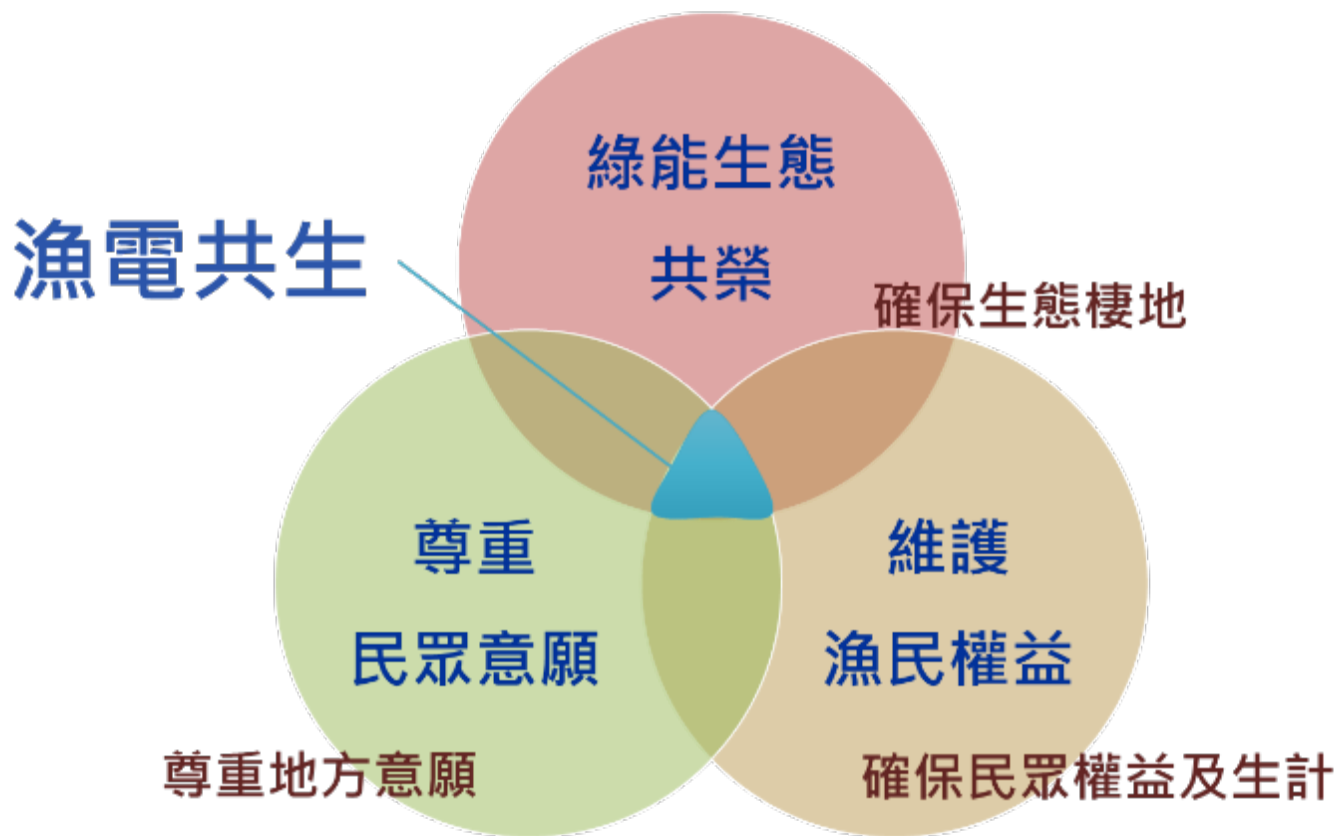 綠能生態
共榮
漁電共生
確保生態棲地
尊重
民眾意願
維護
漁民權益
尊重地方意願
確保民眾權益及生計